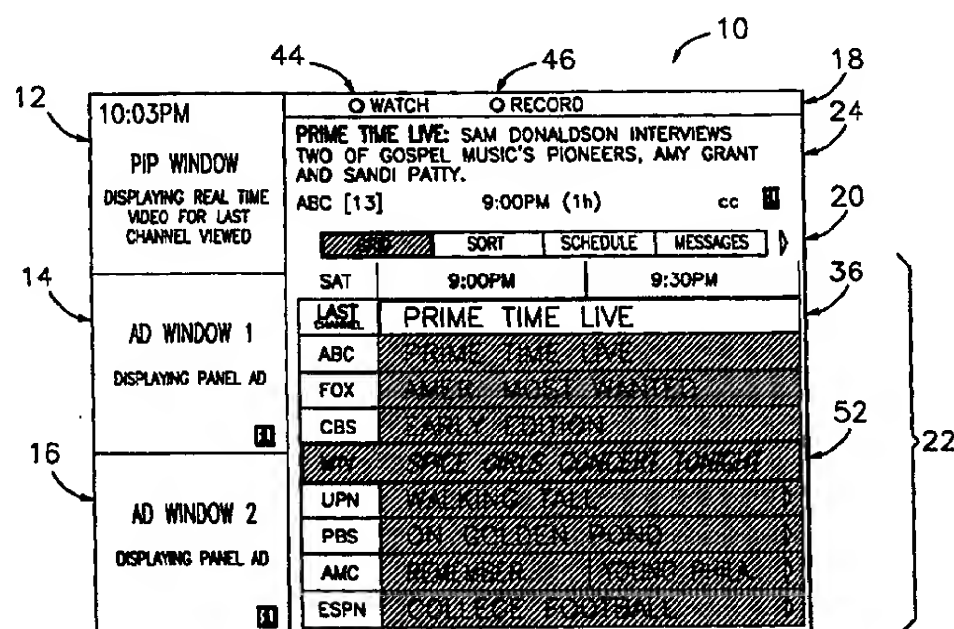 10
44
46
18
12
10:03PM
WATCH
RECORD
24
PRIME TIME LIVE: SAM DONALDSON INTERVIEWS
TWO OF GOSPEL MUSIC'S PIONEERS, AMY GRANT
AND SANDI PATTY.
PIP WINDOW
DISPLAYING REAL TIME
VIDEO FOR LAST
CHANNEL VIEWED
ABC [13]
9:00PM (1h)
cc
20
GRID
SORT
SCHEDULE
MESSAGES
SAT
9:00PM
9:30PM
14
36
LAST
CHANNEL
PRIME TIME LIVE
AD WINDOW 1
DISPLAYING PANEL AD
ABC
PRIME TIME LIVE
FOX
AMER. MOST WANTED
CBS
EARLY EDITION
52
22
16
MTV
SPICE GIRLS CONCERT TONIGHT
UPN
WALKING TALL
AD WINDOW 2
DISPLAYING PANEL AD
PBS
ON GOLDEN POND
AMC
REMEMBER.
YOUNG PHILA.
ESPN
COLLEGE FOOTBALL